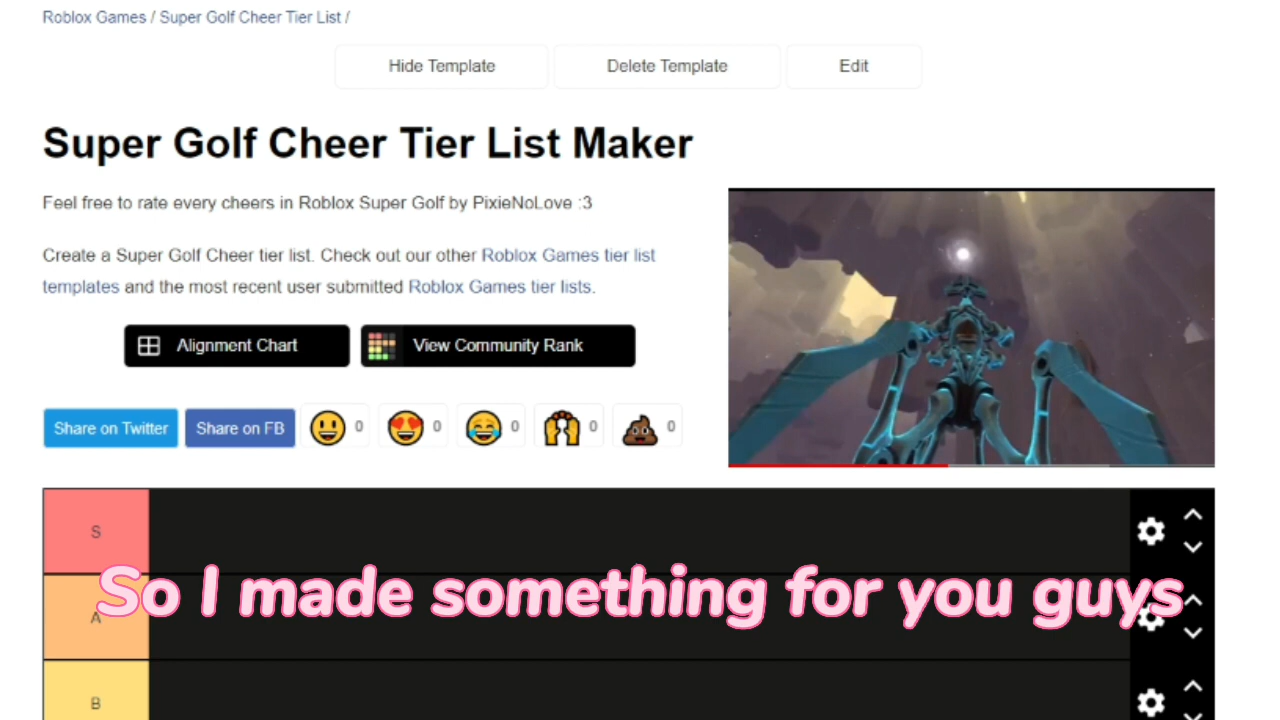 Roblox Games / Super Golf Cheer Tier List /
Hide Template
Delete Template
Edit
Super Golf Cheer Tier List Maker
Feel free to rate every cheers in Roblox Super Golf by PixieNoLove :3
Create a Super Golf Cheer tier list. Check out our other Roblox Games tier list
templates and the most recent user submitted Roblox Games tier lists.
Alignment Chart
View Community Rank
Share on Twitter
Share on FB
0
0
0
0
0
S
So I made something for you guys
A
B